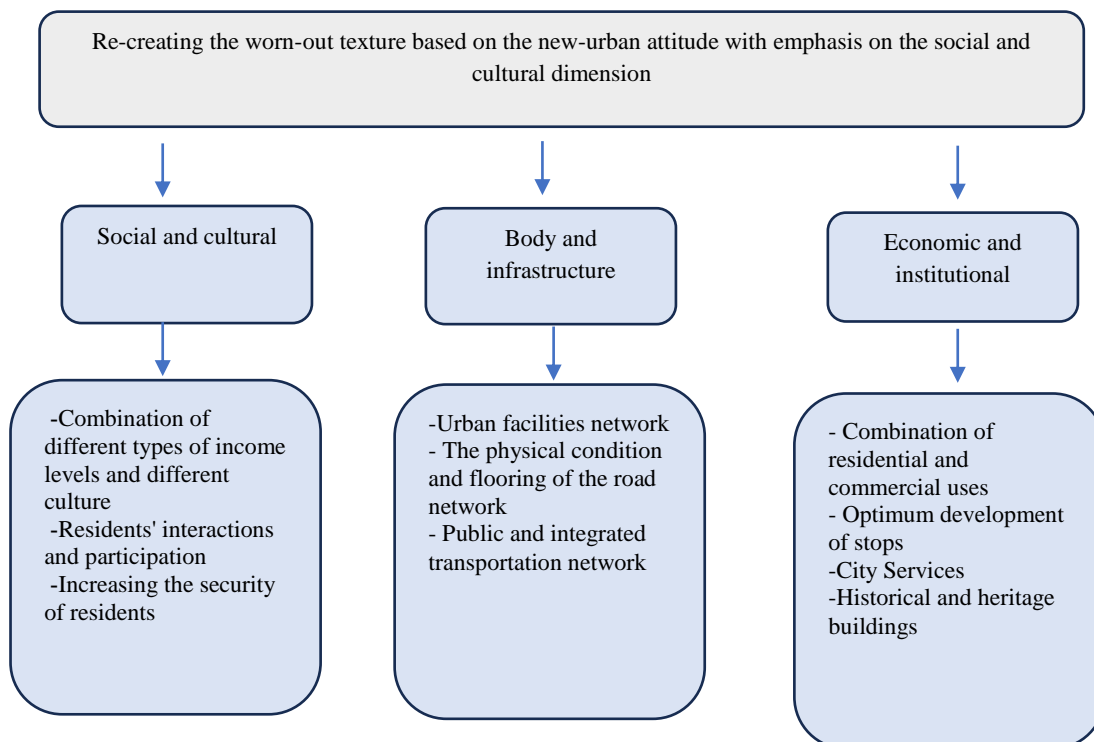 Re-creating the worn-out texture based on the new-urban attitude with emphasis on the social and
cultural dimension
Social and cultural
Body and
infrastructure
Economic and
institutional
-Combination of
different types of income
levels and different
culture
-Residents' interactions
and participation
-Increasing the security
of residents
-Urban facilities network
- The physical condition
and flooring of the road
network
- Public and integrated
transportation network
- Combination of
residential and
commercial uses
- Optimum development
of stops
-City Services
-Historical and heritage
buildings